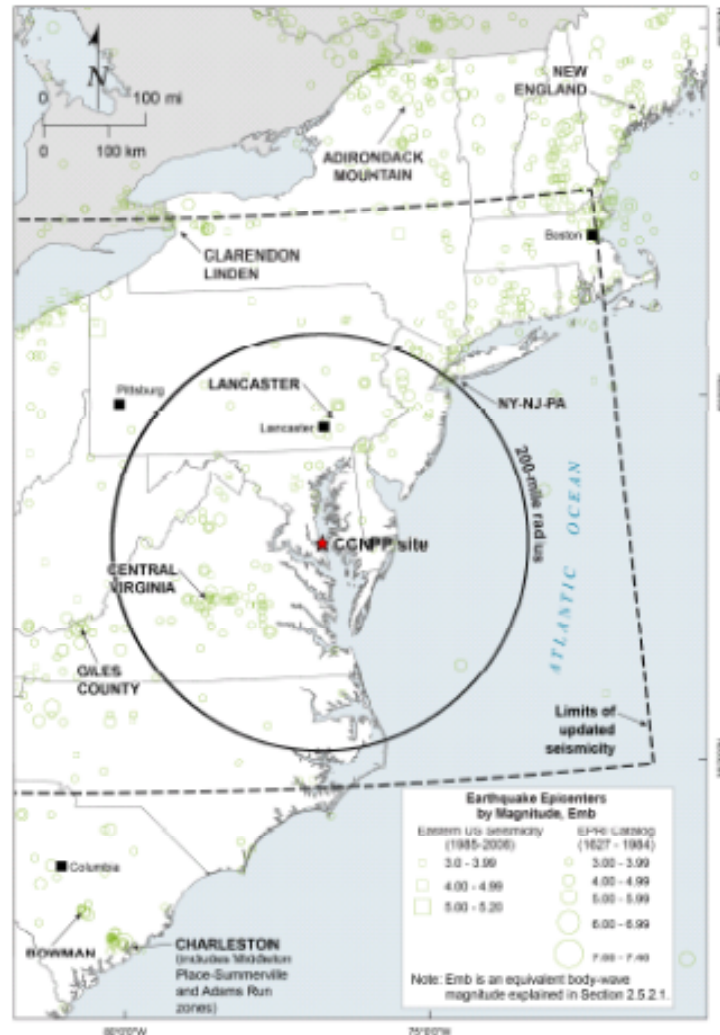 N
0 100 mi
0 100 km
NEW
ENGLAND
ADIRONDACK
MOUNTAIN
Boston
CLARENDON
LINDEN
Pittsburg
LANCASTER
Lancaster
NY-NJ-PA
200-mile radius
ATLANTIC OCEAN
CCNPP site
CENTRAL
VIRGINIA
GILES
COUNTY
Limits of
updated
seismicity
Earthquake Epicenters
by Magnitude, Emb
Eastern US Seismicity
(1985-2006)
3.0 - 3.99
4.00 - 4.99
5.00 - 5.20
EPRI Catalog
(1627 - 1984)
3.00 - 3.99
4.00 - 4.99
5.00 - 5.99
6.00 - 6.99
7.00 - 7.40
Note: Emb is an equivalent body-wave
magnitude explained in Section 2.5.2.1.
Columbia
BOWMAN
CHARLESTON
(includes Middleton
Place-Summerville
and Adams Run
zones)
80°0'0"W
75°0'0"W